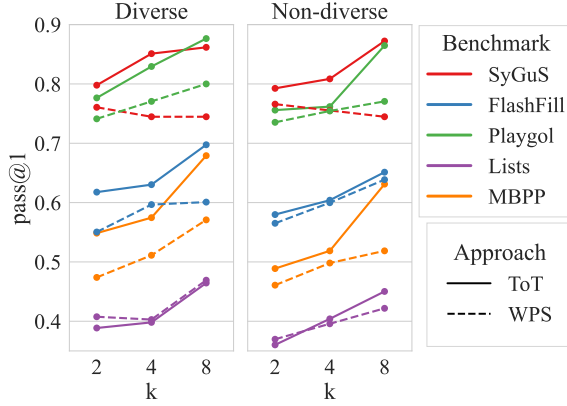 Diverse
Non-diverse
pass@1
0.9
0.8
0.7
0.6
0.5
0.4
2 4 8
k
2 4 8
k
Benchmark
SyGuS
FlashFill
Playgol
Lists
MBPP
Approach
ToT
WPS